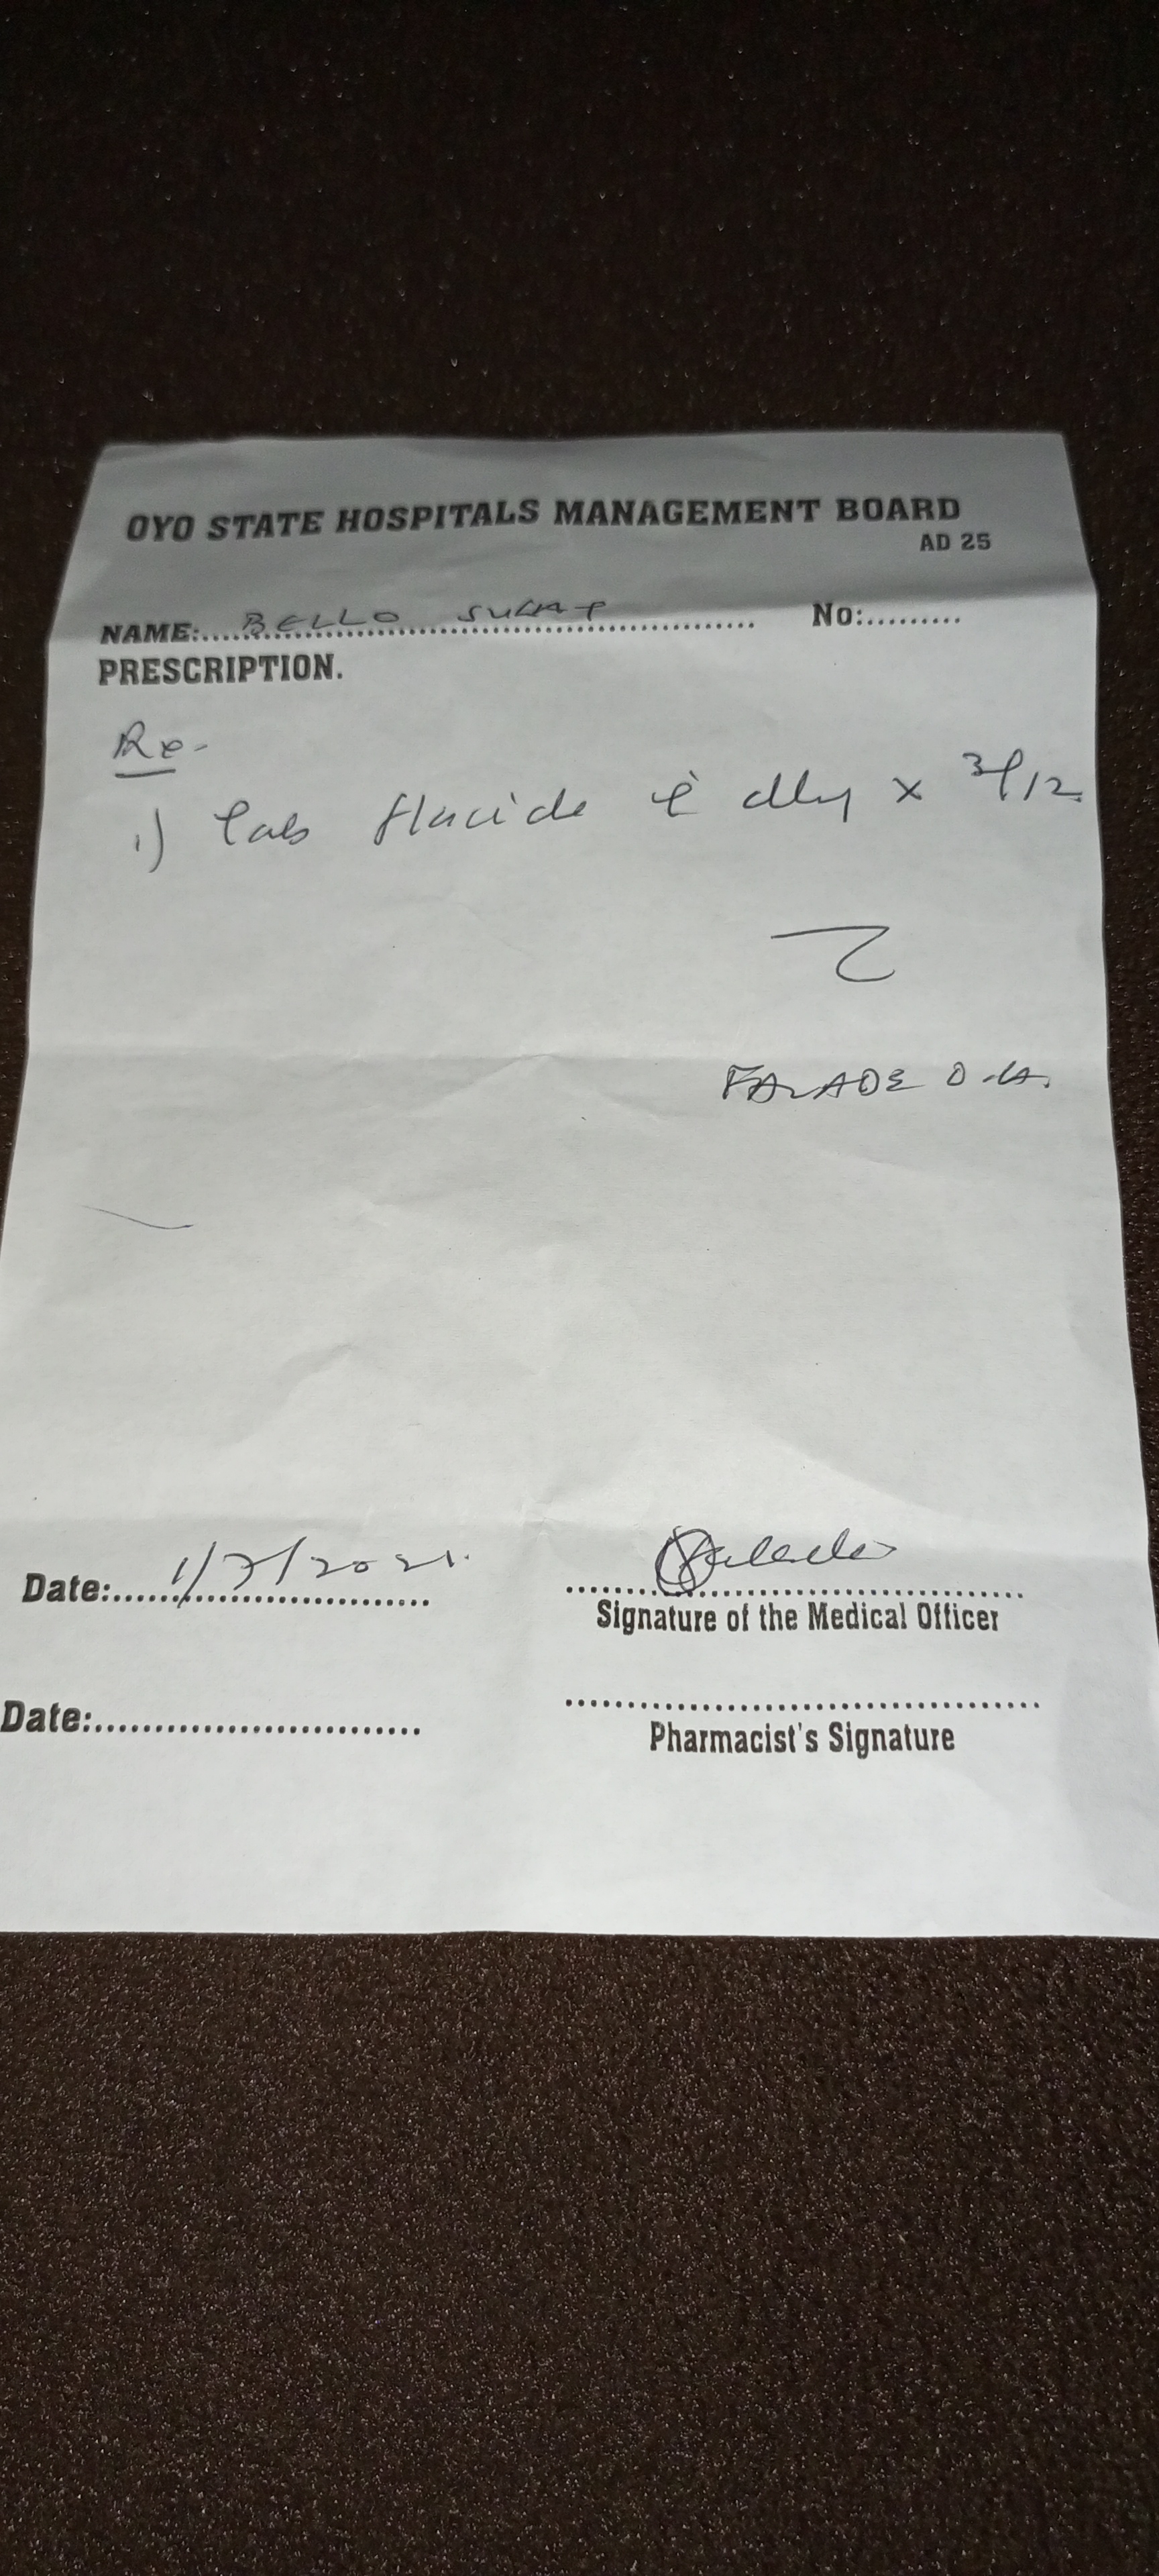 OYO STATE HOSPITALS MANAGEMENT BOARD
AD 25
NAME:..... BELLO ..... No:.........
PRESCRIPTION.
Rx-
1) Tab flucide i dly x 3/12
FALADE O.A.
Date:..... 1/7/2021.
Signature of the Medical Officer
Date:...........................
Pharmacist's Signature